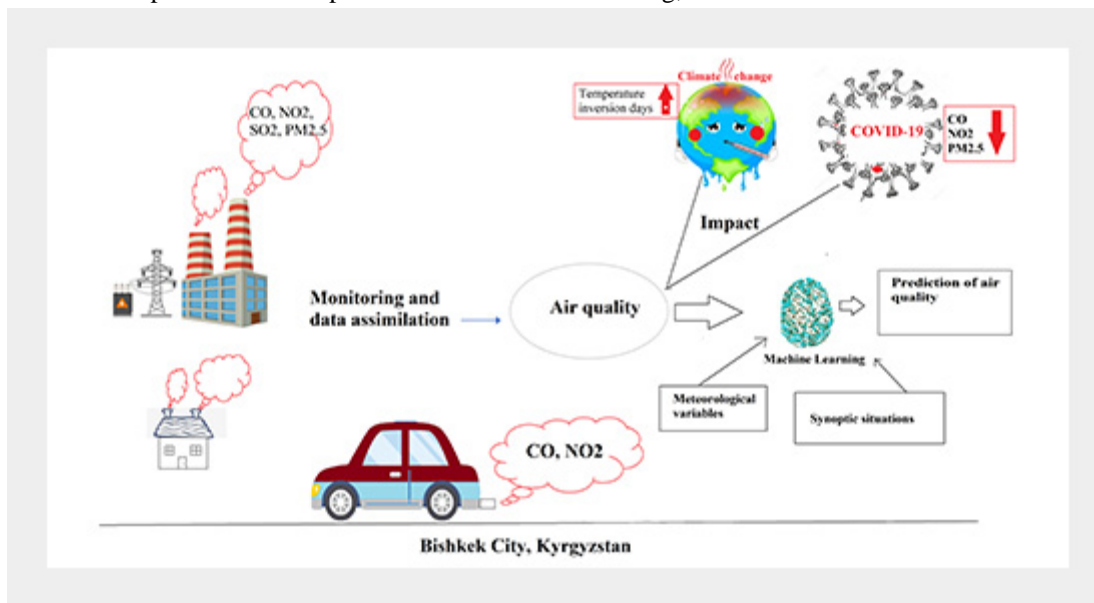 Climate change
Temperature
inversion days
CO, NO2,
SO2, PM2.5
COVID-19
CO
NO2
PM2.5
Impact
Monitoring and
data assimilation
Air quality
Prediction of air
quality
Machine Learning
Meteorological
variables
Synoptic situations
CO, NO2
Bishkek City, Kyrgyzstan